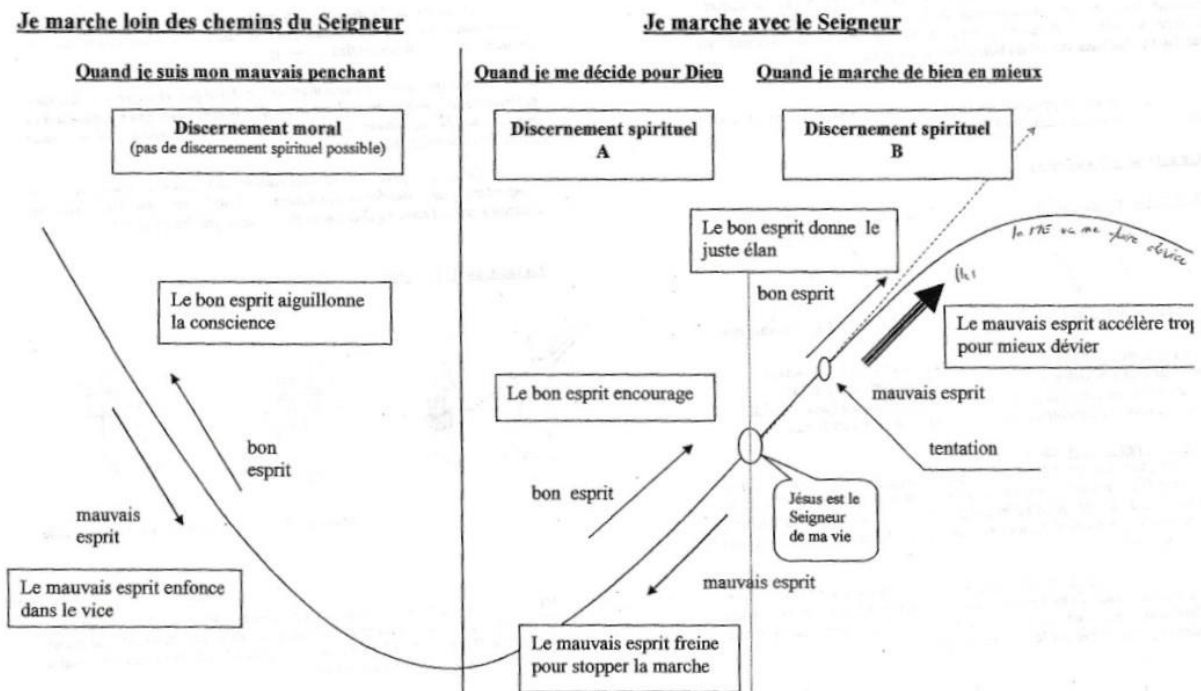 Je marche loin des chemins du Seigneur
Je marche avec le Seigneur
Quand je suis mon mauvais penchant
Quand je me décide pour Dieu
Quand je marche de bien en mieux
Discernement moral
(pas de discernement spirituel possible)
Discernement spirituel
A
Discernement spirituel
B
Le bon esprit donne le
juste élan
bon esprit
Le bon esprit aiguillonne
la conscience
Le mauvais esprit accélère trop
pour mieux dévier
Le bon esprit encourage
mauvais esprit
bon
esprit
tentation
bon esprit
Jésus est le
Seigneur
de ma vie
mauvais
esprit
mauvais esprit
Le mauvais esprit enfonce
dans le vice
Le mauvais esprit freine
pour stopper la marche